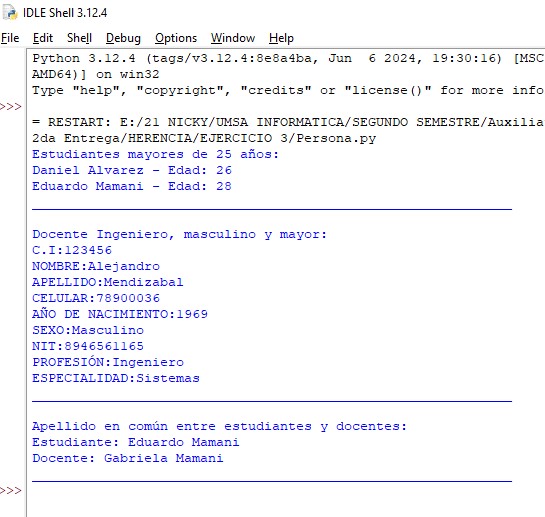 IDLE Shell 3.12.4
File Edit Shell Debug Options Window Help
Python 3.12.4 (tags/v3.12.4:8e8a4ba, Jun 6 2024, 19:30:16) [MSC
AMD64)] on win32
Type "help", "copyright", "credits" or "license()" for more info
>>>
= RESTART: E:/21 NICKY/UMSA INFORMATICA/SEGUNDO SEMESTRE/Auxilia
2da Entrega/HERENCIA/EJERCICIO 3/Persona.py
Estudiantes mayores de 25 años:
Daniel Alvarez - Edad: 26
Eduardo Mamani - Edad: 28
Docente Ingeniero, masculino y mayor:
C.I:123456
NOMBRE:Alejandro
APELLIDO:Mendizabal
CELULAR:78900036
AÑO DE NACIMIENTO:1969
SEXO:Masculino
NIT:8946561165
PROFESIÓN:Ingeniero
ESPECIALIDAD:Sistemas
Apellido en común entre estudiantes y docentes:
Estudiante: Eduardo Mamani
Docente: Gabriela Mamani
>>>